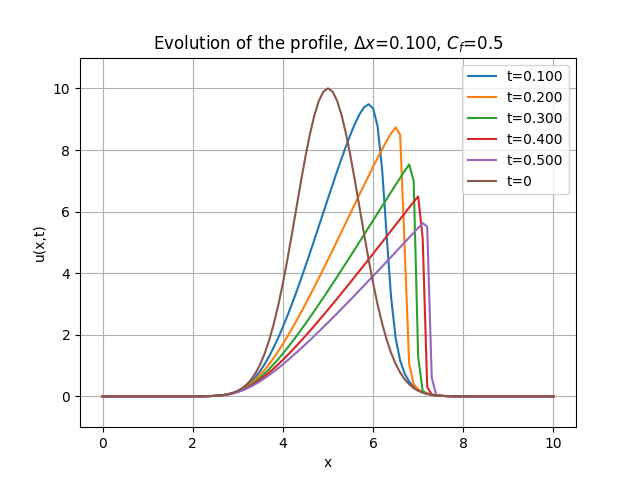 Evolution of the profile, Δx=0.100, C_f=0.5
t=0.100
t=0.200
t=0.300
t=0.400
t=0.500
t=0
u(x,t)
10
8
6
4
2
0
0 2 4 6 8 10
x